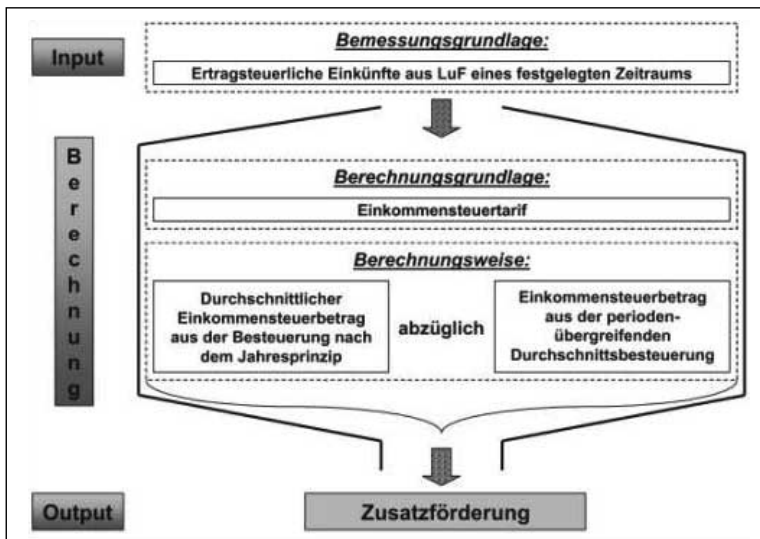 Input
Bemessungsgrundlage:
Ertragsteuerliche Einkünfte aus LuF eines festgelegten Zeitraums
Berechnung
Berechnungsgrundlage:
Einkommensteuertarif
Berechnungsweise:
Durchschnittlicher
Einkommensteuerbetrag
aus der Besteuerung nach
dem Jahresprinzip
abzüglich
Einkommensteuerbetrag
aus der perioden-
übergreifenden
Durchschnittsbesteuerung
Output
Zusatzförderung